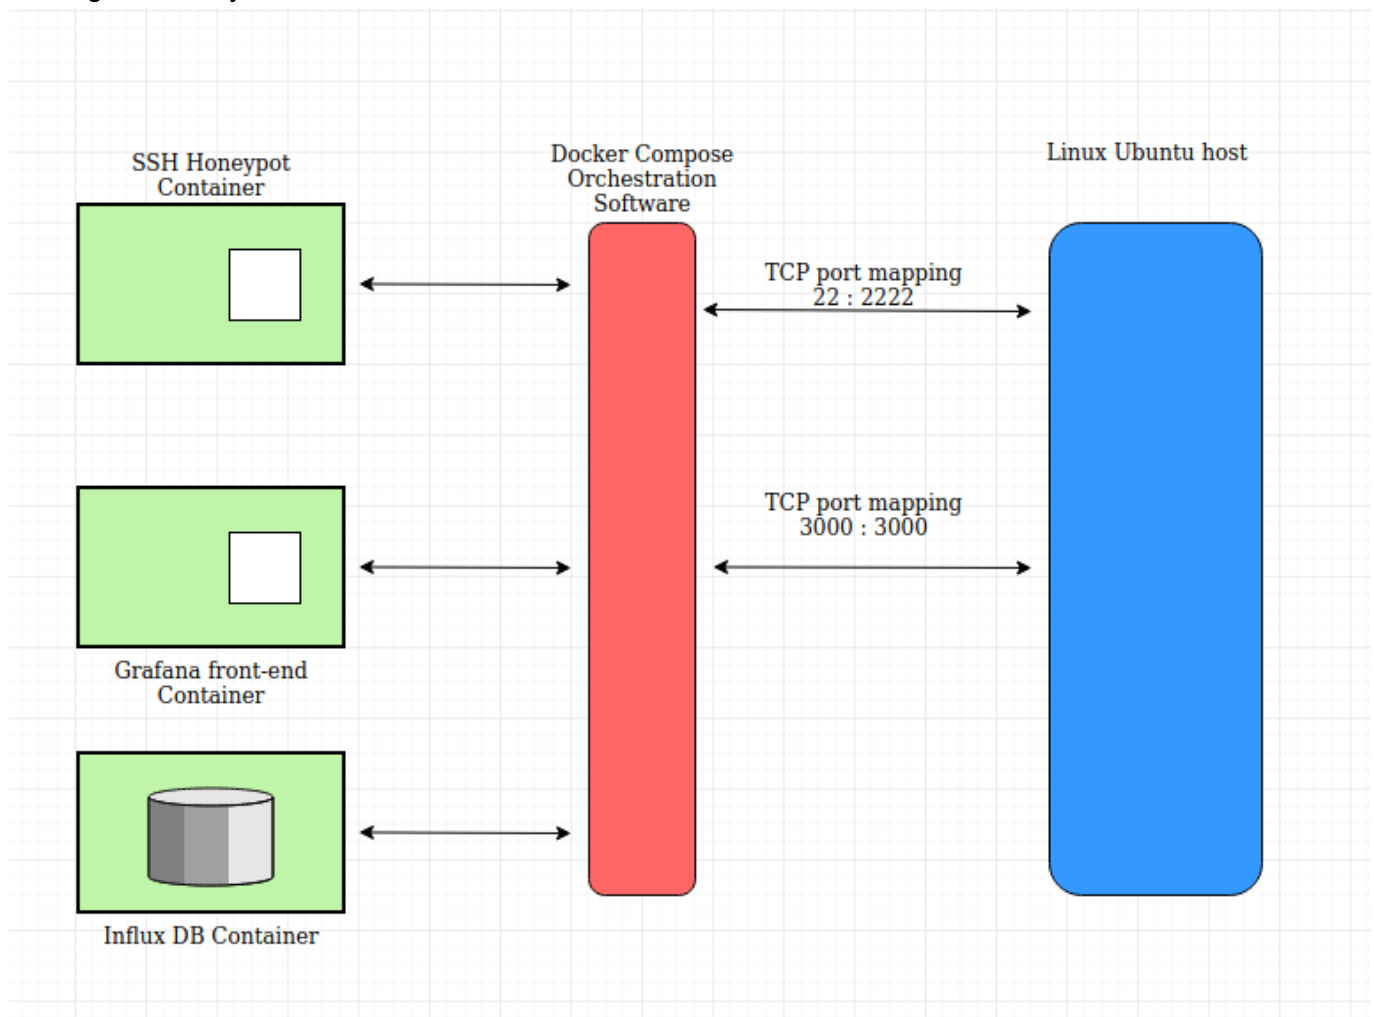 SSH Honeypot
Container
Docker Compose
Orchestration
Software
Linux Ubuntu host
TCP port mapping
22 : 2222
TCP port mapping
3000 : 3000
Grafana front-end
Container
Influx DB Container